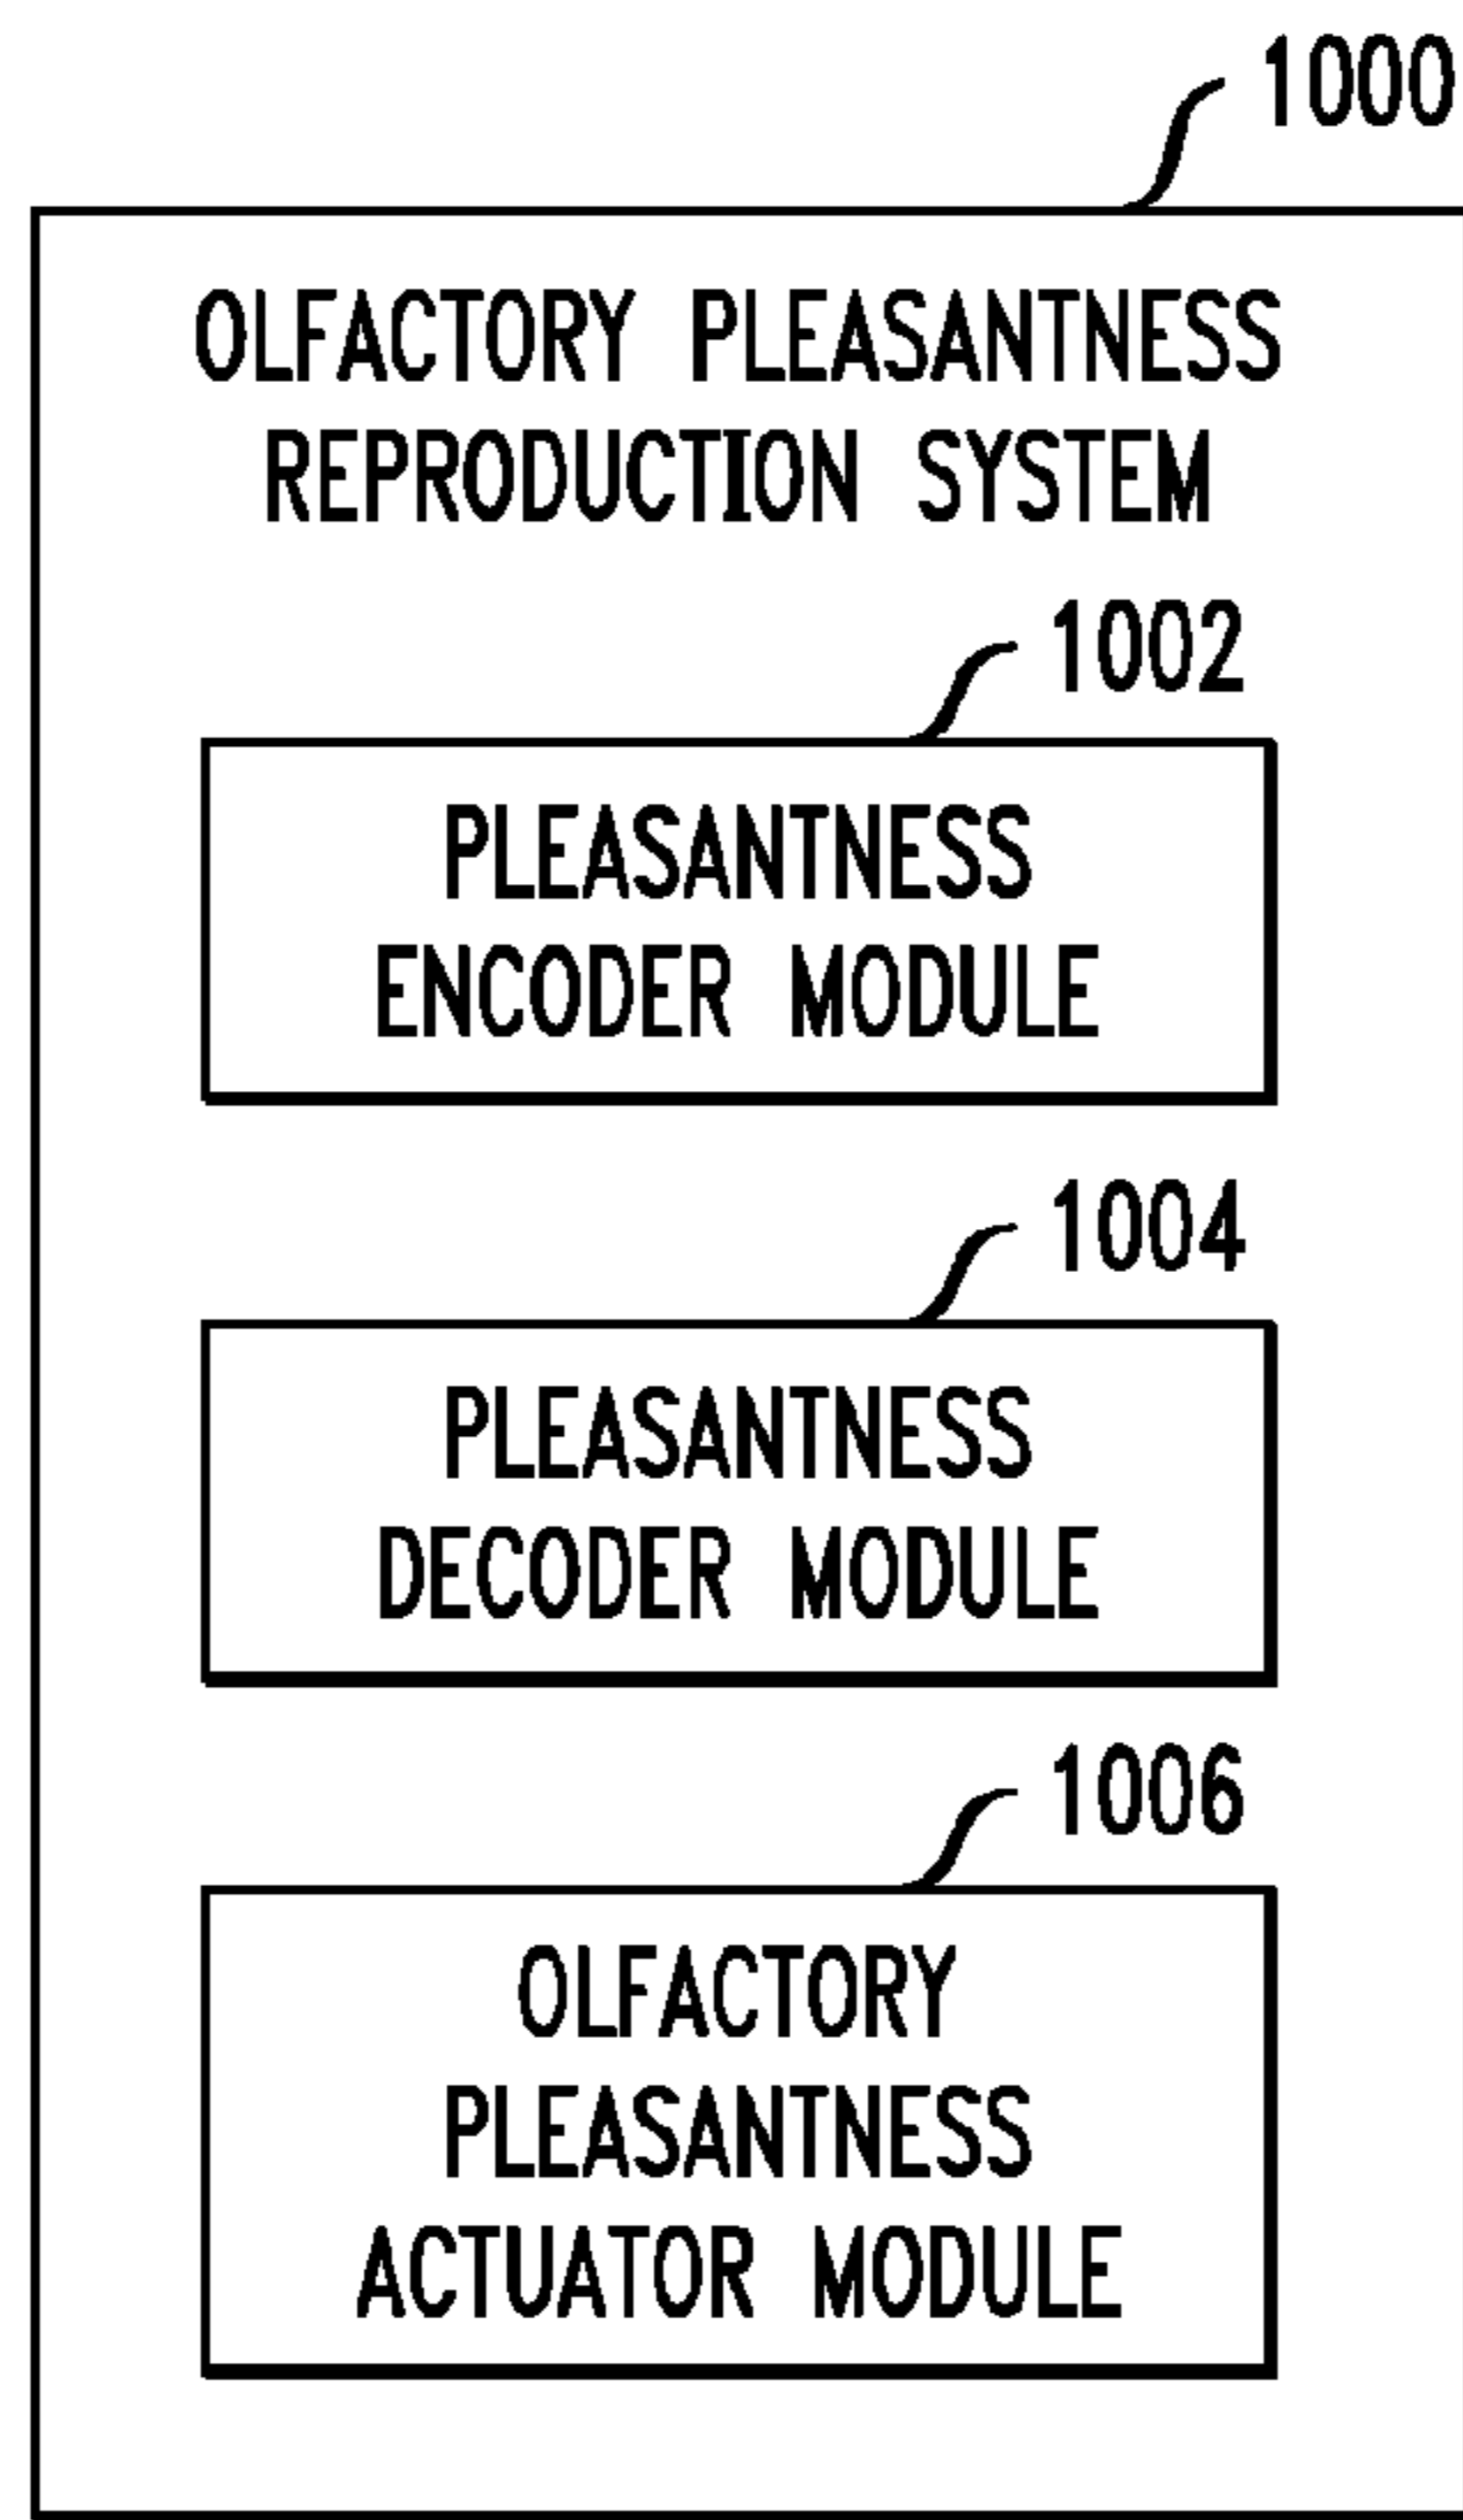 1000
OLFACTORY PLEASANTNESS
REPRODUCTION SYSTEM
1002
PLEASANTNESS
ENCODER MODULE
1004
PLEASANTNESS
DECODER MODULE
1006
OLFACTORY
PLEASANTNESS
ACTUATOR MODULE